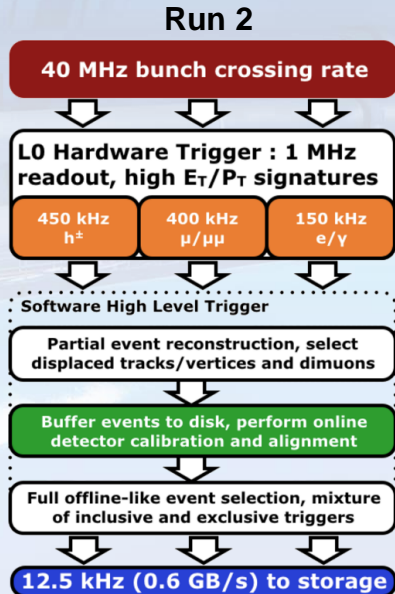 Run 2
40 MHz bunch crossing rate
L0 Hardware Trigger : 1 MHz
readout, high ET/PT signatures
450 kHz
h±
400 kHz
μ/μμ
150 kHz
e/γ
Software High Level Trigger
Partial event reconstruction, select
displaced tracks/vertices and dimuons
Buffer events to disk, perform online
detector calibration and alignment
Full offline-like event selection, mixture
of inclusive and exclusive triggers
12.5 kHz (0.6 GB/s) to storage